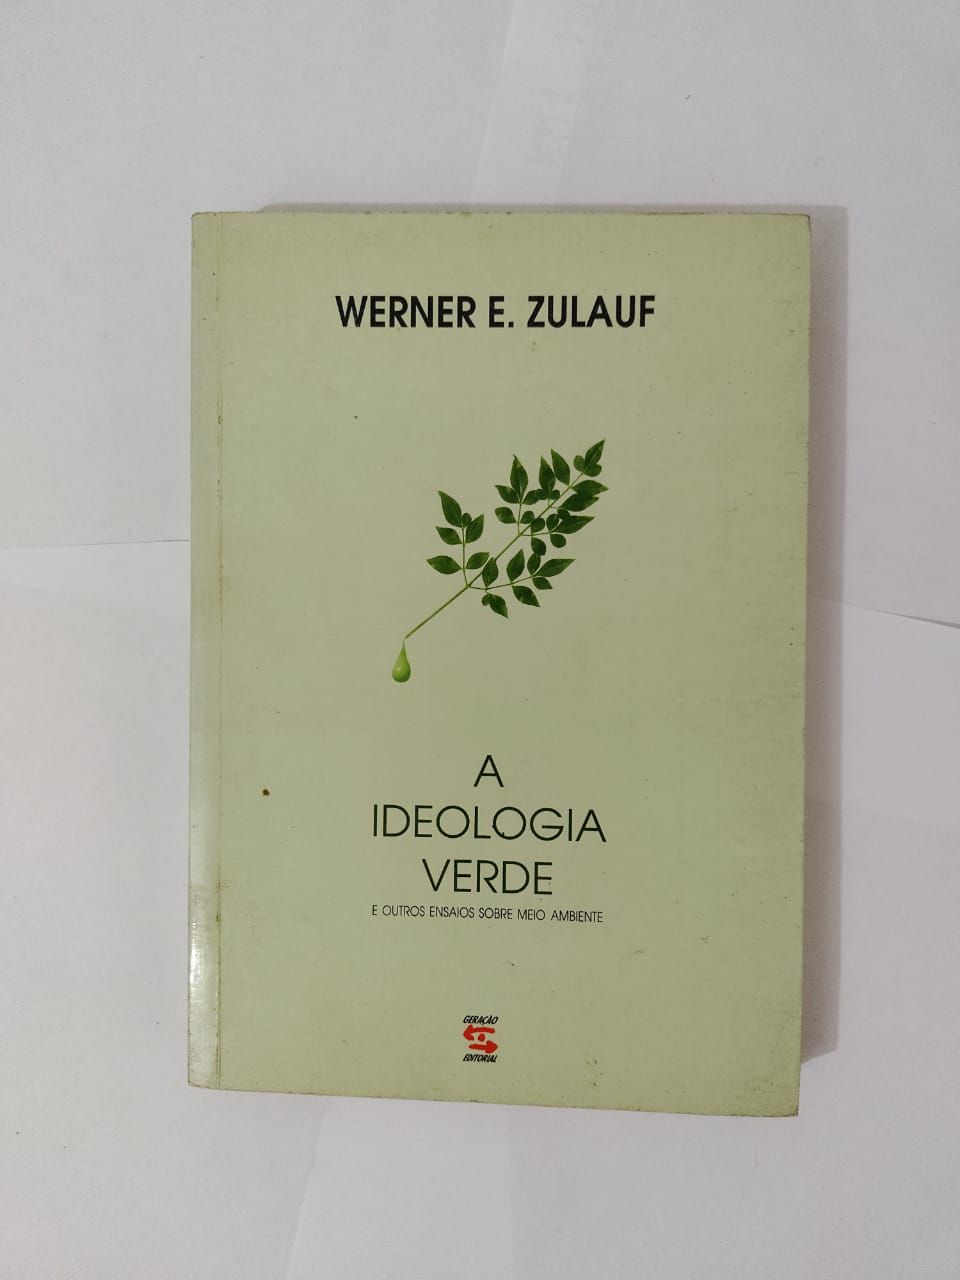 WERNER E. ZULAUF
A
IDEOLOGIA
VERDE
E OUTROS ENSAIOS SOBRE MEIO AMBIENTE
GERAÇÃO
EDITORIAL